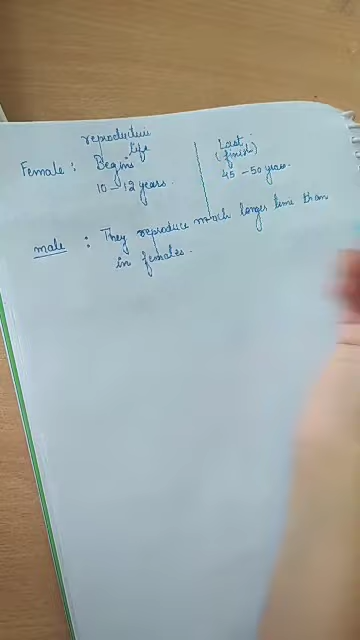 reproductive
life
Female : Begins
10 - 12 years.
Last
(finish)
45 - 50 years.
male : They reproduce much longer time than
in females.